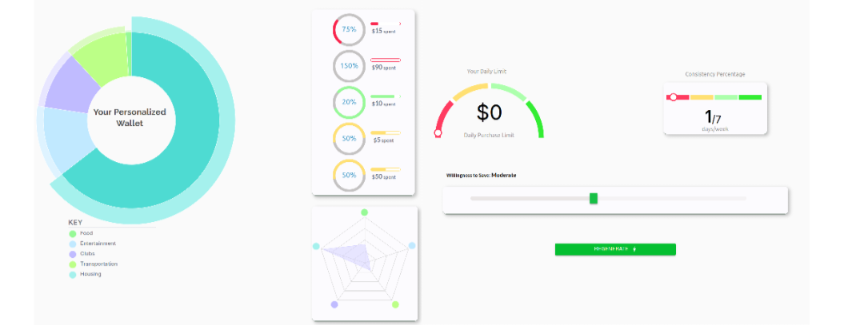 Your Personalized
Wallet
KEY
Food
Entertainment
Clubs
Transportation
Housing
75%
$15 spent
150%
$90 spent
20%
$10 spent
50%
$5 spent
50%
$50 spent
Your Daily Limit
$0
Daily Purchase Limit
Consistency Percentage
1/7
days/week
Willingness to Save: Moderate
REGENERATE